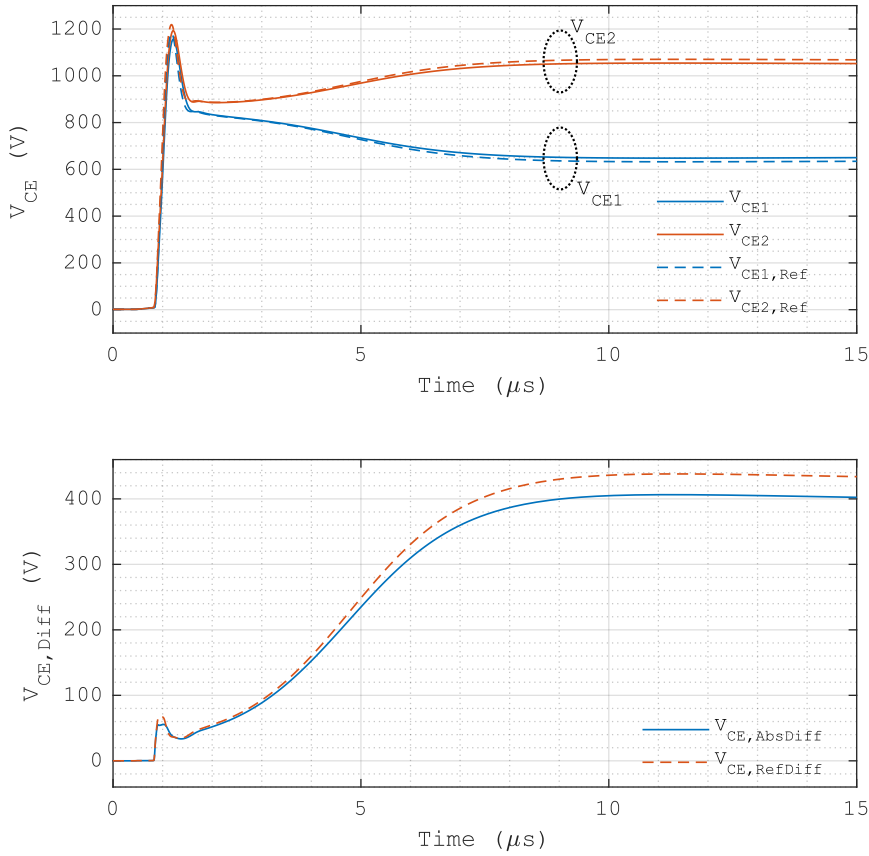 1200
1000
800
600
400
200
0
V_CE (V)
V_CE2
V_CE1
V_CE1
V_CE2
V_CE1,Ref
V_CE2,Ref
0 5 10 15
Time (μs)
400
300
200
100
0
V_CE,Diff (V)
V_CE,AbsDiff
V_CE,RefDiff
0 5 10 15
Time (μs)